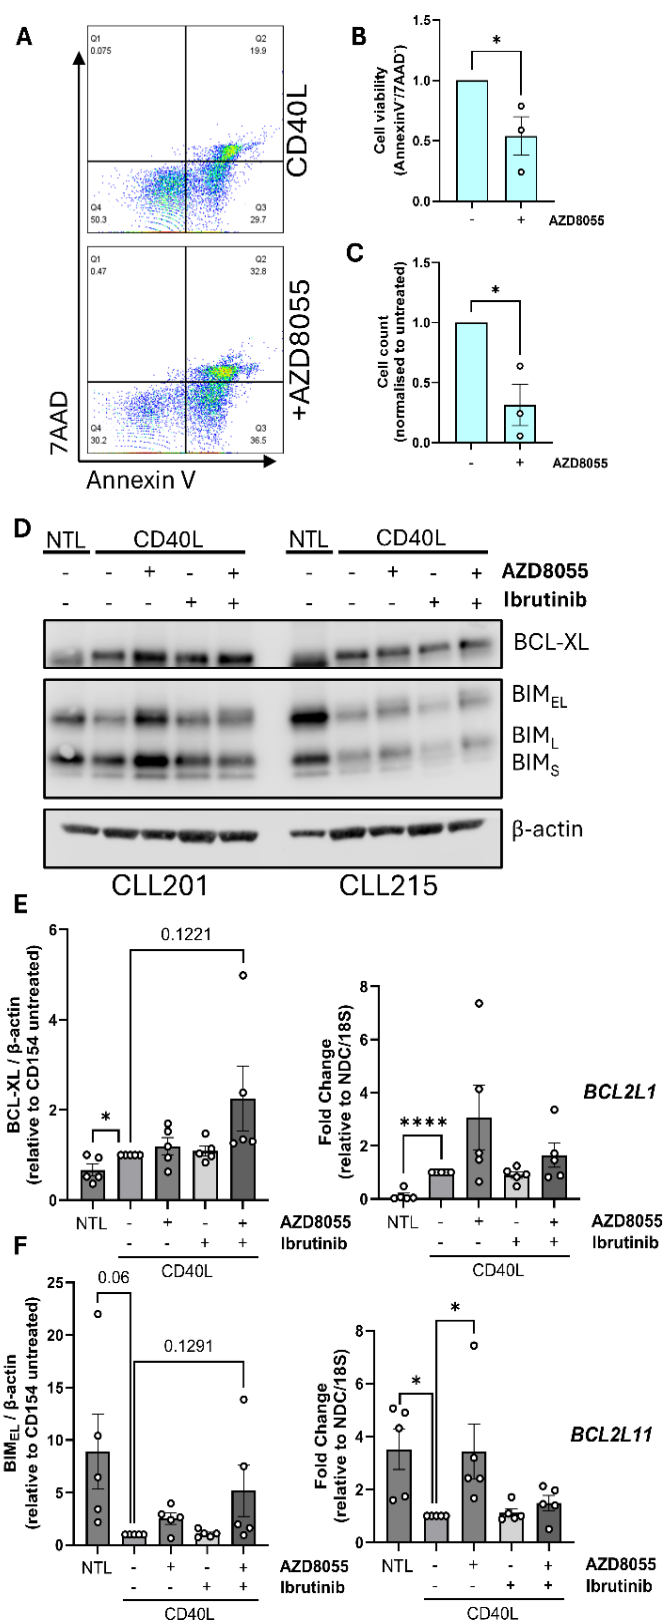 A
Q1
0.075
Q2
19.9
Q4
50.3
Q3
29.7
CD40L
Q1
0.47
Q2
32.8
Q4
30.2
Q3
36.5
+AZD8055
7AAD
Annexin V
B
Cell viability
(AnnexinV-/7AAD-)
1.5
1.0
0.5
0.0
*
- + AZD8055
C
Cell count
(normalised to untreated)
1.5
1.0
0.5
0.0
*
- + AZD8055
D
NTL CD40L NTL CD40L
- - + - + - - + - + AZD8055
- - - + + - - - + + Ibrutinib
BCL-XL
BIMEL
BIML
BIMS
β-actin
CLL201 CLL215
E
BCL-XL / β-actin
(relative to CD154 untreated)
6
4
2
0
*
0.1221
NTL - + - + AZD8055
- - + + Ibrutinib
CD40L
Fold Change
(relative to NDC/18S)
8
6
4
2
0
****
BCL2L1
NTL - + - + AZD8055
- - + + Ibrutinib
CD40L
F
BIMEL / β-actin
(relative to CD154 untreated)
25
20
15
10
5
0
0.06
0.1291
NTL - + - + AZD8055
- - + + Ibrutinib
CD40L
Fold Change
(relative to NDC/18S)
8
6
4
2
0
*
*
BCL2L11
NTL - + - + AZD8055
- - + + Ibrutinib
CD40L